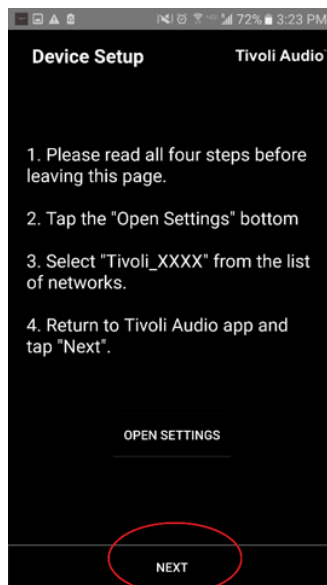 72% 3:23 PM
Device Setup
Tivoli Audio
1. Please read all four steps before
leaving this page.
2. Tap the "Open Settings" bottom
3. Select "Tivoli_XXXX" from the list
of networks.
4. Return to Tivoli Audio app and
tap "Next".
OPEN SETTINGS
NEXT